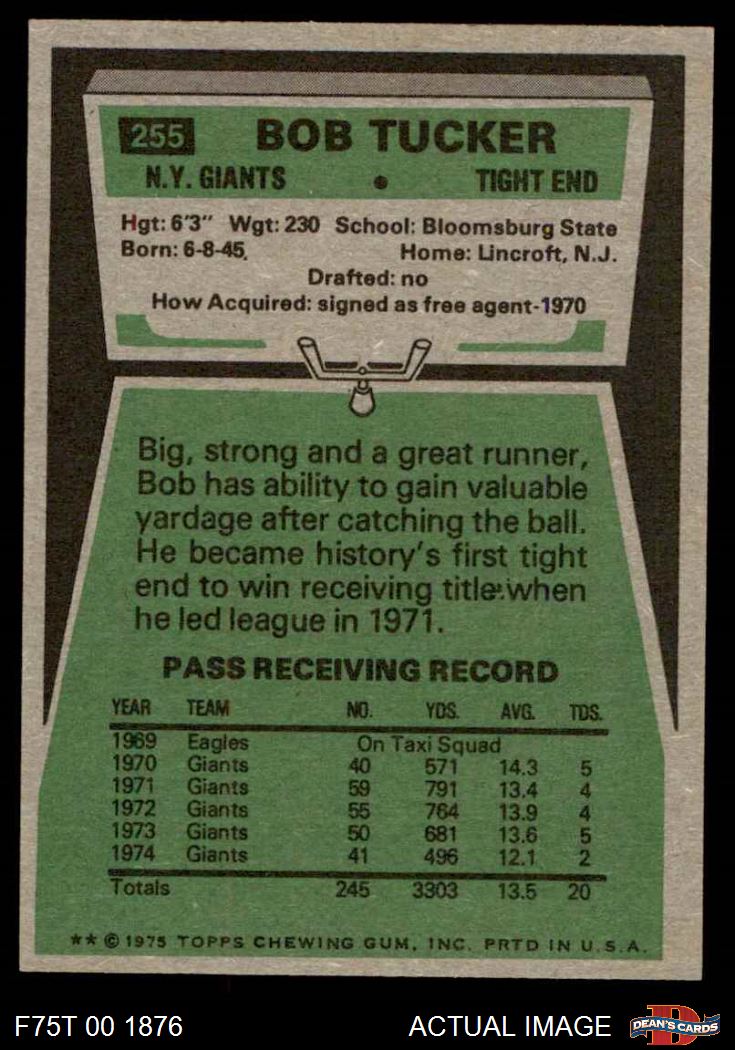 255 BOB TUCKER
N.Y. GIANTS • TIGHT END
Hgt: 6'3" Wgt: 230 School: Bloomsburg State
Born: 6-8-45. Home: Lincroft, N.J.
Drafted: no
How Acquired: signed as free agent-1970
Big, strong and a great runner,
Bob has ability to gain valuable
yardage after catching the ball.
He became history's first tight
end to win receiving title when
he led league in 1971.
PASS RECEIVING RECORD
YEAR TEAM NO. YDS. AVG. TDS.
1969 Eagles On Taxi Squad
1970 Giants 40 571 14.3 5
1971 Giants 59 791 13.4 4
1972 Giants 55 764 13.9 4
1973 Giants 50 681 13.6 5
1974 Giants 41 496 12.1 2
Totals 245 3303 13.5 20
** © 1975 TOPPS CHEWING GUM, INC. PRTD IN U.S.A.
F75T 00 1876 ACTUAL IMAGE D DEAN'S CARDS